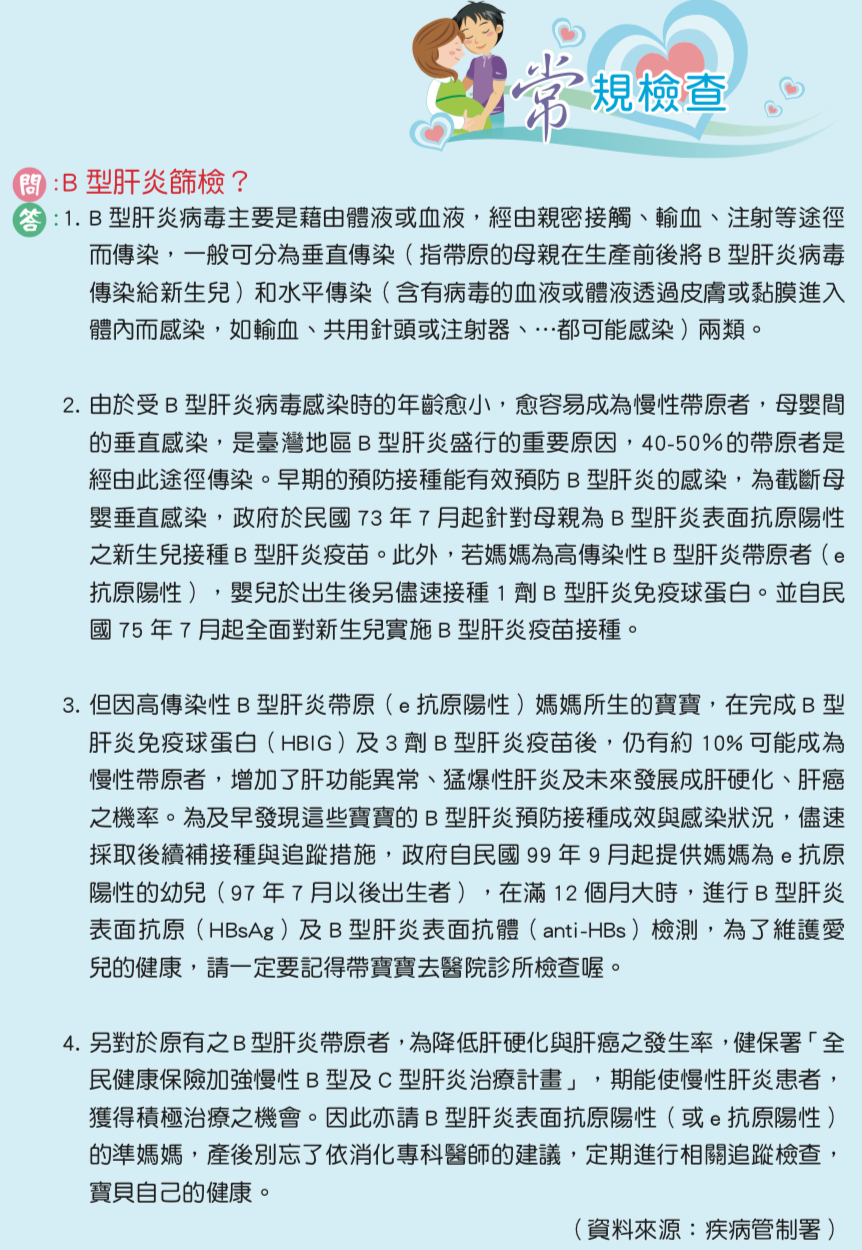 常規檢查
問：B 型肝炎篩檢？
答：1. B 型肝炎病毒主要是藉由體液或血液，經由親密接觸、輸血、注射等途徑
而傳染，一般可分為垂直傳染（指帶原的母親在生產前後將 B 型肝炎病毒
傳染給新生兒）和水平傳染（含有病毒的血液或體液透過皮膚或黏膜進入
體內而感染，如輸血、共用針頭或注射器、…都可能感染）兩類。
2. 由於受 B 型肝炎病毒感染時的年齡愈小，愈容易成為慢性帶原者，母嬰間
的垂直感染，是臺灣地區 B 型肝炎盛行的重要原因，40-50%的帶原者是
經由此途徑傳染。早期的預防接種能有效預防 B 型肝炎的感染，為截斷母
嬰垂直感染，政府於民國 73 年 7 月起針對母親為 B 型肝炎表面抗原陽性
之新生兒接種 B 型肝炎疫苗。此外，若媽媽為高傳染性 B 型肝炎帶原者（e
抗原陽性），嬰兒於出生後另儘速接種 1 劑 B 型肝炎免疫球蛋白。並自民
國 75 年 7 月起全面對新生兒實施 B 型肝炎疫苗接種。
3. 但因高傳染性 B 型肝炎帶原（e 抗原陽性）媽媽所生的寶寶，在完成 B 型
肝炎免疫球蛋白（HBIG）及 3 劑 B 型肝炎疫苗後，仍有約 10% 可能成為
慢性帶原者，增加了肝功能異常、猛爆性肝炎及未來發展成肝硬化、肝癌
之機率。為及早發現這些寶寶的 B 型肝炎預防接種成效與感染狀況，儘速
採取後續補接種與追蹤措施，政府自民國 99 年 9 月起提供媽媽為 e 抗原
陽性的幼兒（97 年 7 月以後出生者），在滿 12 個月大時，進行 B 型肝炎
表面抗原（HBsAg）及 B 型肝炎表面抗體（anti-HBs）檢測，為了維護愛
兒的健康，請一定要記得帶寶寶去醫院診所檢查喔。
4. 另對於原有之 B 型肝炎帶原者，為降低肝硬化與肝癌之發生率，健保署「全
民健康保險加強慢性 B 型及 C 型肝炎治療計畫」，期能使慢性肝炎患者，
獲得積極治療之機會。因此亦請 B 型肝炎表面抗原陽性（或 e 抗原陽性）
的準媽媽，產後別忘了依消化專科醫師的建議，定期進行相關追蹤檢查，
寶貝自己的健康。
（資料來源：疾病管制署）